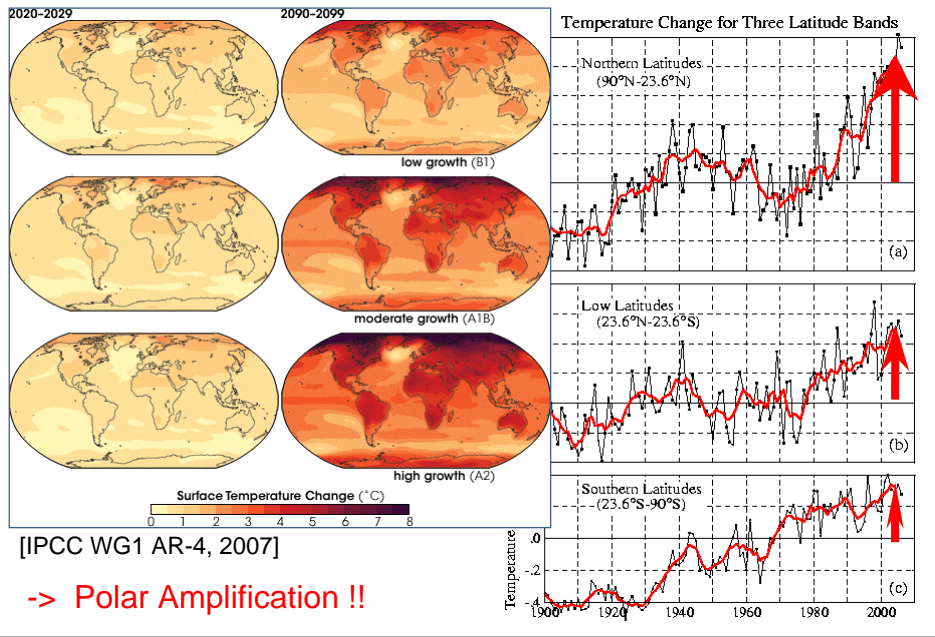 2020-2029
2090-2099
low growth (B1)
moderate growth (A1B)
high growth (A2)
Surface Temperature Change (˚C)
0 1 2 3 4 5 6 7 8
[IPCC WG1 AR-4, 2007]
-> Polar Amplification !!
Temperature Change for Three Latitude Bands
Northern Latitudes
(90°N-23.6°N)
(a)
Low Latitudes
(23.6°N-23.6°S)
(b)
Southern Latitudes
(23.6°S-90°S)
(c)
Temperature
.0
-.2
-.4
1900 1920 1940 1960 1980 2000